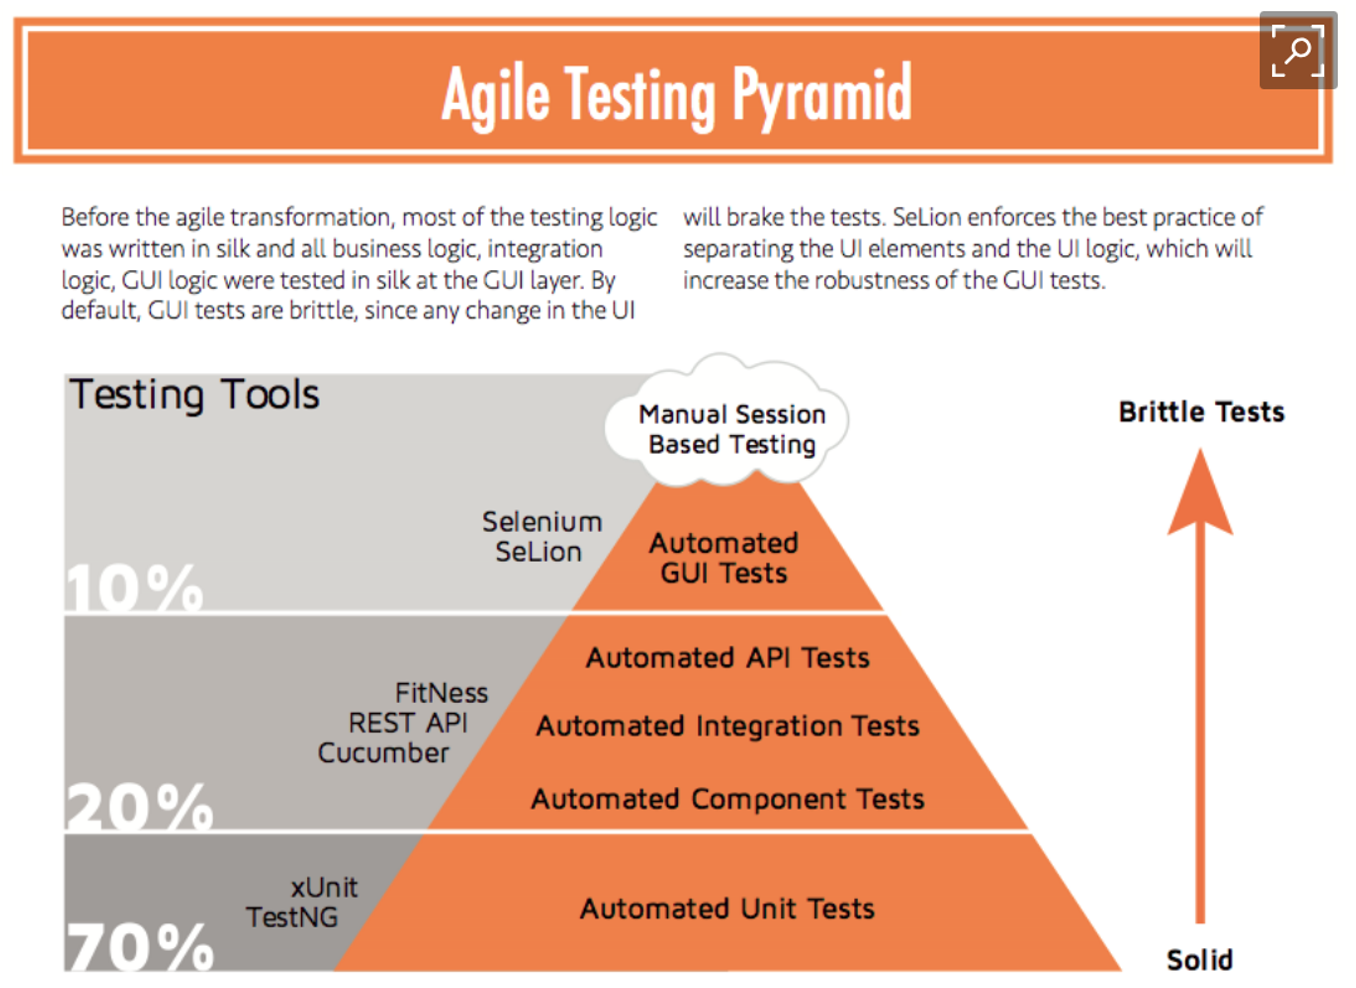 Agile Testing Pyramid
Before the agile transformation, most of the testing logic
was written in silk and all business logic, integration
logic, GUI logic were tested in silk at the GUI layer. By
default, GUI tests are brittle, since any change in the UI
will brake the tests. SeLion enforces the best practice of
separating the UI elements and the UI logic, which will
increase the robustness of the GUI tests.
Testing Tools
Manual Session
Based Testing
Brittle Tests
Selenium
SeLion
Automated
GUI Tests
10%
Automated API Tests
FitNess
REST API
Cucumber
Automated Integration Tests
Automated Component Tests
20%
xUnit
TestNG
Automated Unit Tests
70%
Solid